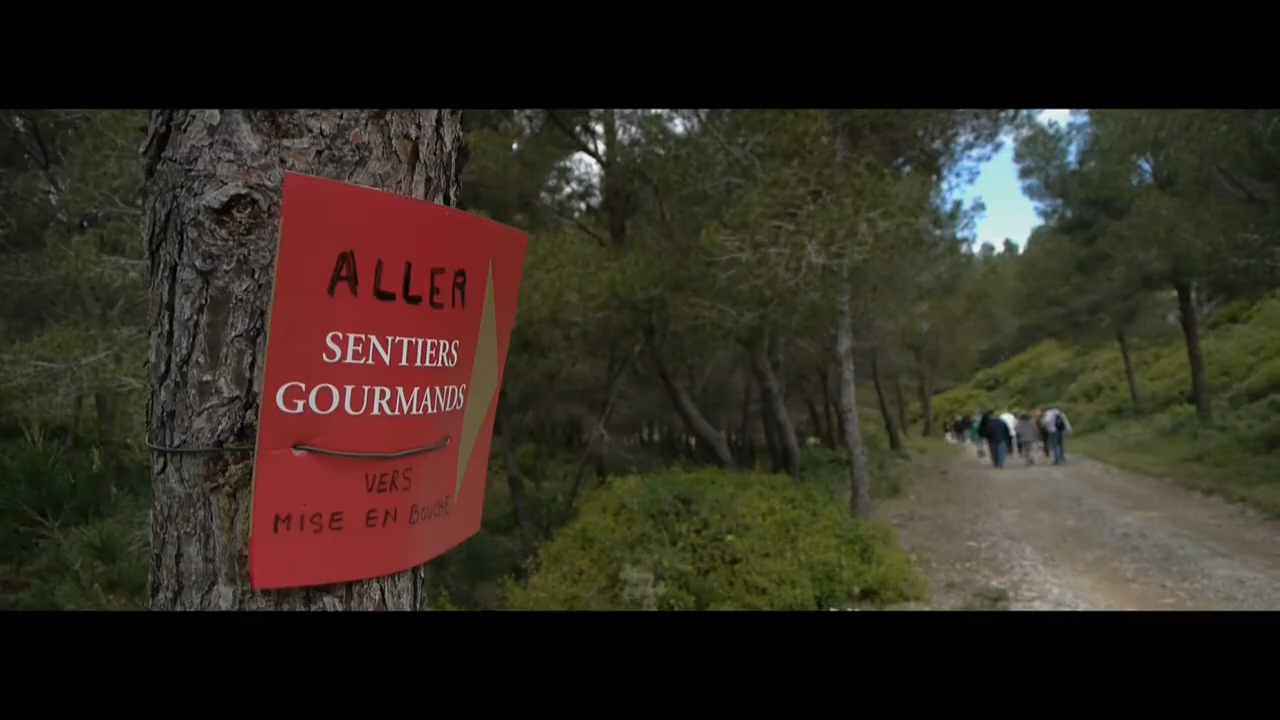 ALLER
SENTIERS
GOURMANDS
VERS
MISE EN BOUCHE